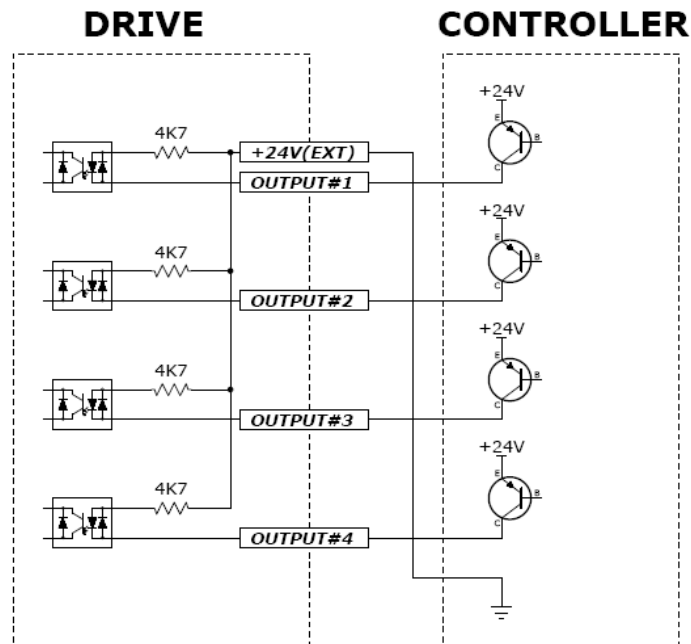 DRIVE CONTROLLER
+24V
E
B
4K7
+24V(EXT)
C
OUTPUT#1
+24V
E
4K7
B
C
OUTPUT#2
+24V
E
4K7
B
C
OUTPUT#3
+24V
E
4K7
B
C
OUTPUT#4